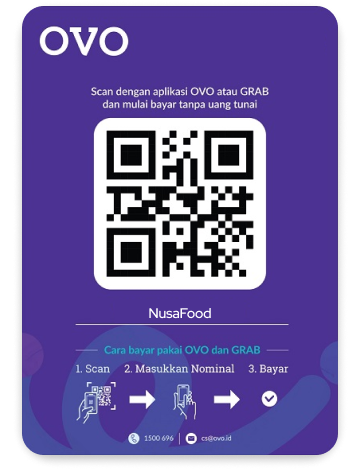 OVO
Scan dengan aplikasi OVO atau GRAB
dan mulai bayar tanpa uang tunai
NusaFood
Cara bayar pakai OVO dan GRAB
1. Scan 2. Masukkan Nominal 3. Bayar
1500 696 | cs@ovo.id